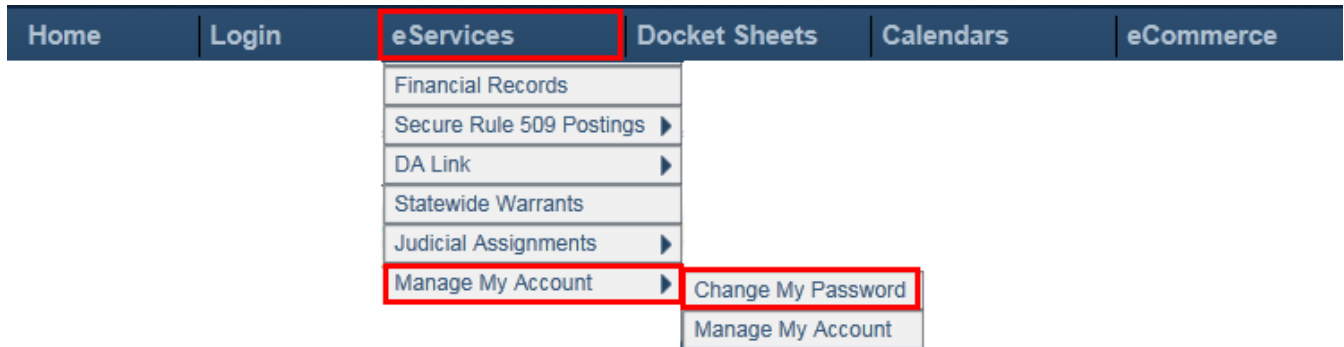 Home Login eServices Docket Sheets Calendars eCommerce
Financial Records
Secure Rule 509 Postings
DA Link
Statewide Warrants
Judicial Assignments
Manage My Account
Change My Password
Manage My Account